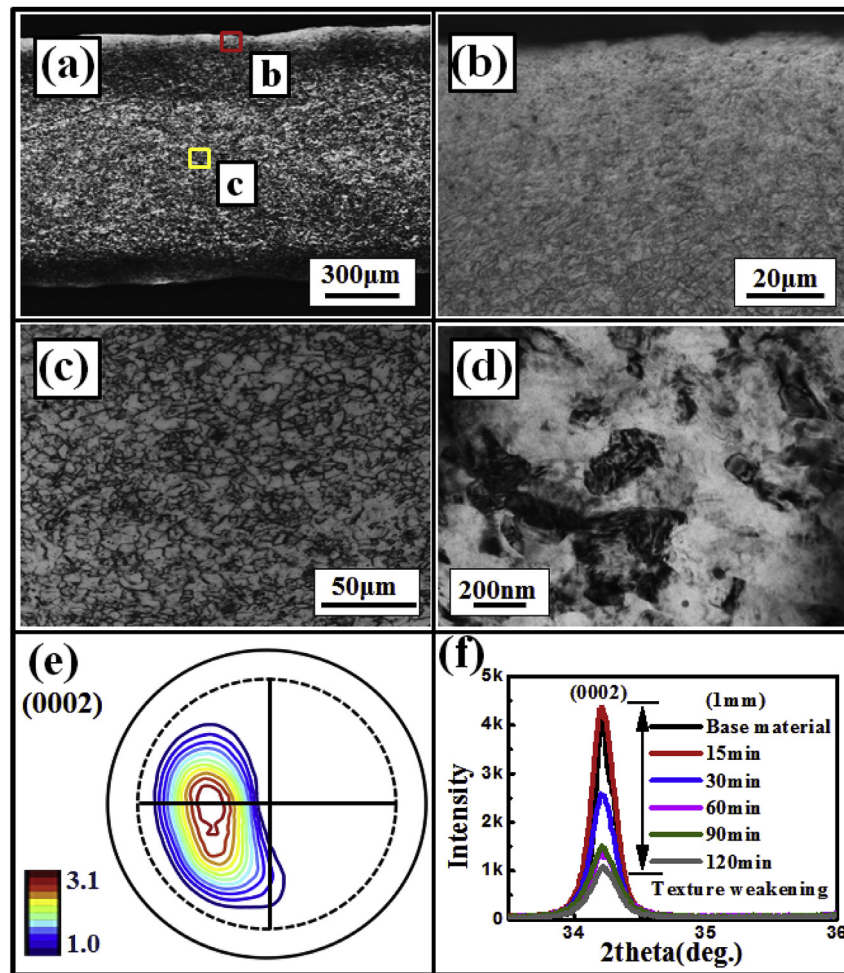 (a)
b
c
300μm
(b)
20μm
(c)
50μm
(d)
200nm
(e)
(0002)
3.1
1.0
(f)
5k
4k
3k
2k
1k
0
Intensity
(0002)
(1mm)
Base material
15min
30min
60min
90min
120min
Texture weakening
34
35
36
2theta(deg.)